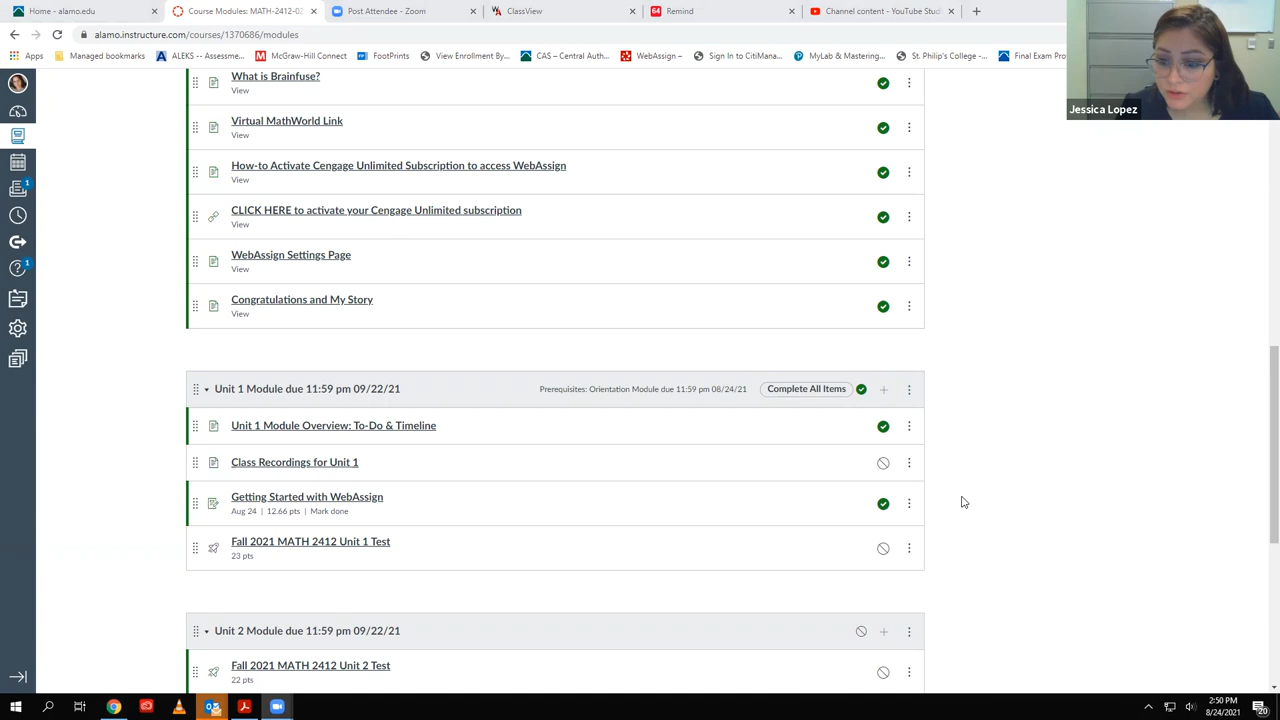 Home - alamo.edu
Course Modules: MATH-2412-02
Post Attendee - Zoom
ClassView
Remind
Channel content - YouTube Stud
alamo.instructure.com/courses/1370686/modules
Apps
Managed bookmarks
ALEKS -- Assessme...
McGraw-Hill Connect
FootPrints
View Enrollment By...
CAS – Central Auth...
WebAssign –
Sign In to CitiMana...
MyLab & Mastering...
St. Philip's College -...
Final Exam Pro
Jessica Lopez
What is Brainfuse?
View
Virtual MathWorld Link
View
How-to Activate Cengage Unlimited Subscription to access WebAssign
View
CLICK HERE to activate your Cengage Unlimited subscription
View
WebAssign Settings Page
View
Congratulations and My Story
View
Unit 1 Module due 11:59 pm 09/22/21
Prerequisites: Orientation Module due 11:59 pm 08/24/21
Complete All Items
Unit 1 Module Overview: To-Do & Timeline
Class Recordings for Unit 1
Getting Started with WebAssign
Aug 24 | 12.66 pts | Mark done
Fall 2021 MATH 2412 Unit 1 Test
23 pts
Unit 2 Module due 11:59 pm 09/22/21
Fall 2021 MATH 2412 Unit 2 Test
22 pts
1
1
64
2:50 PM
8/24/2021
20